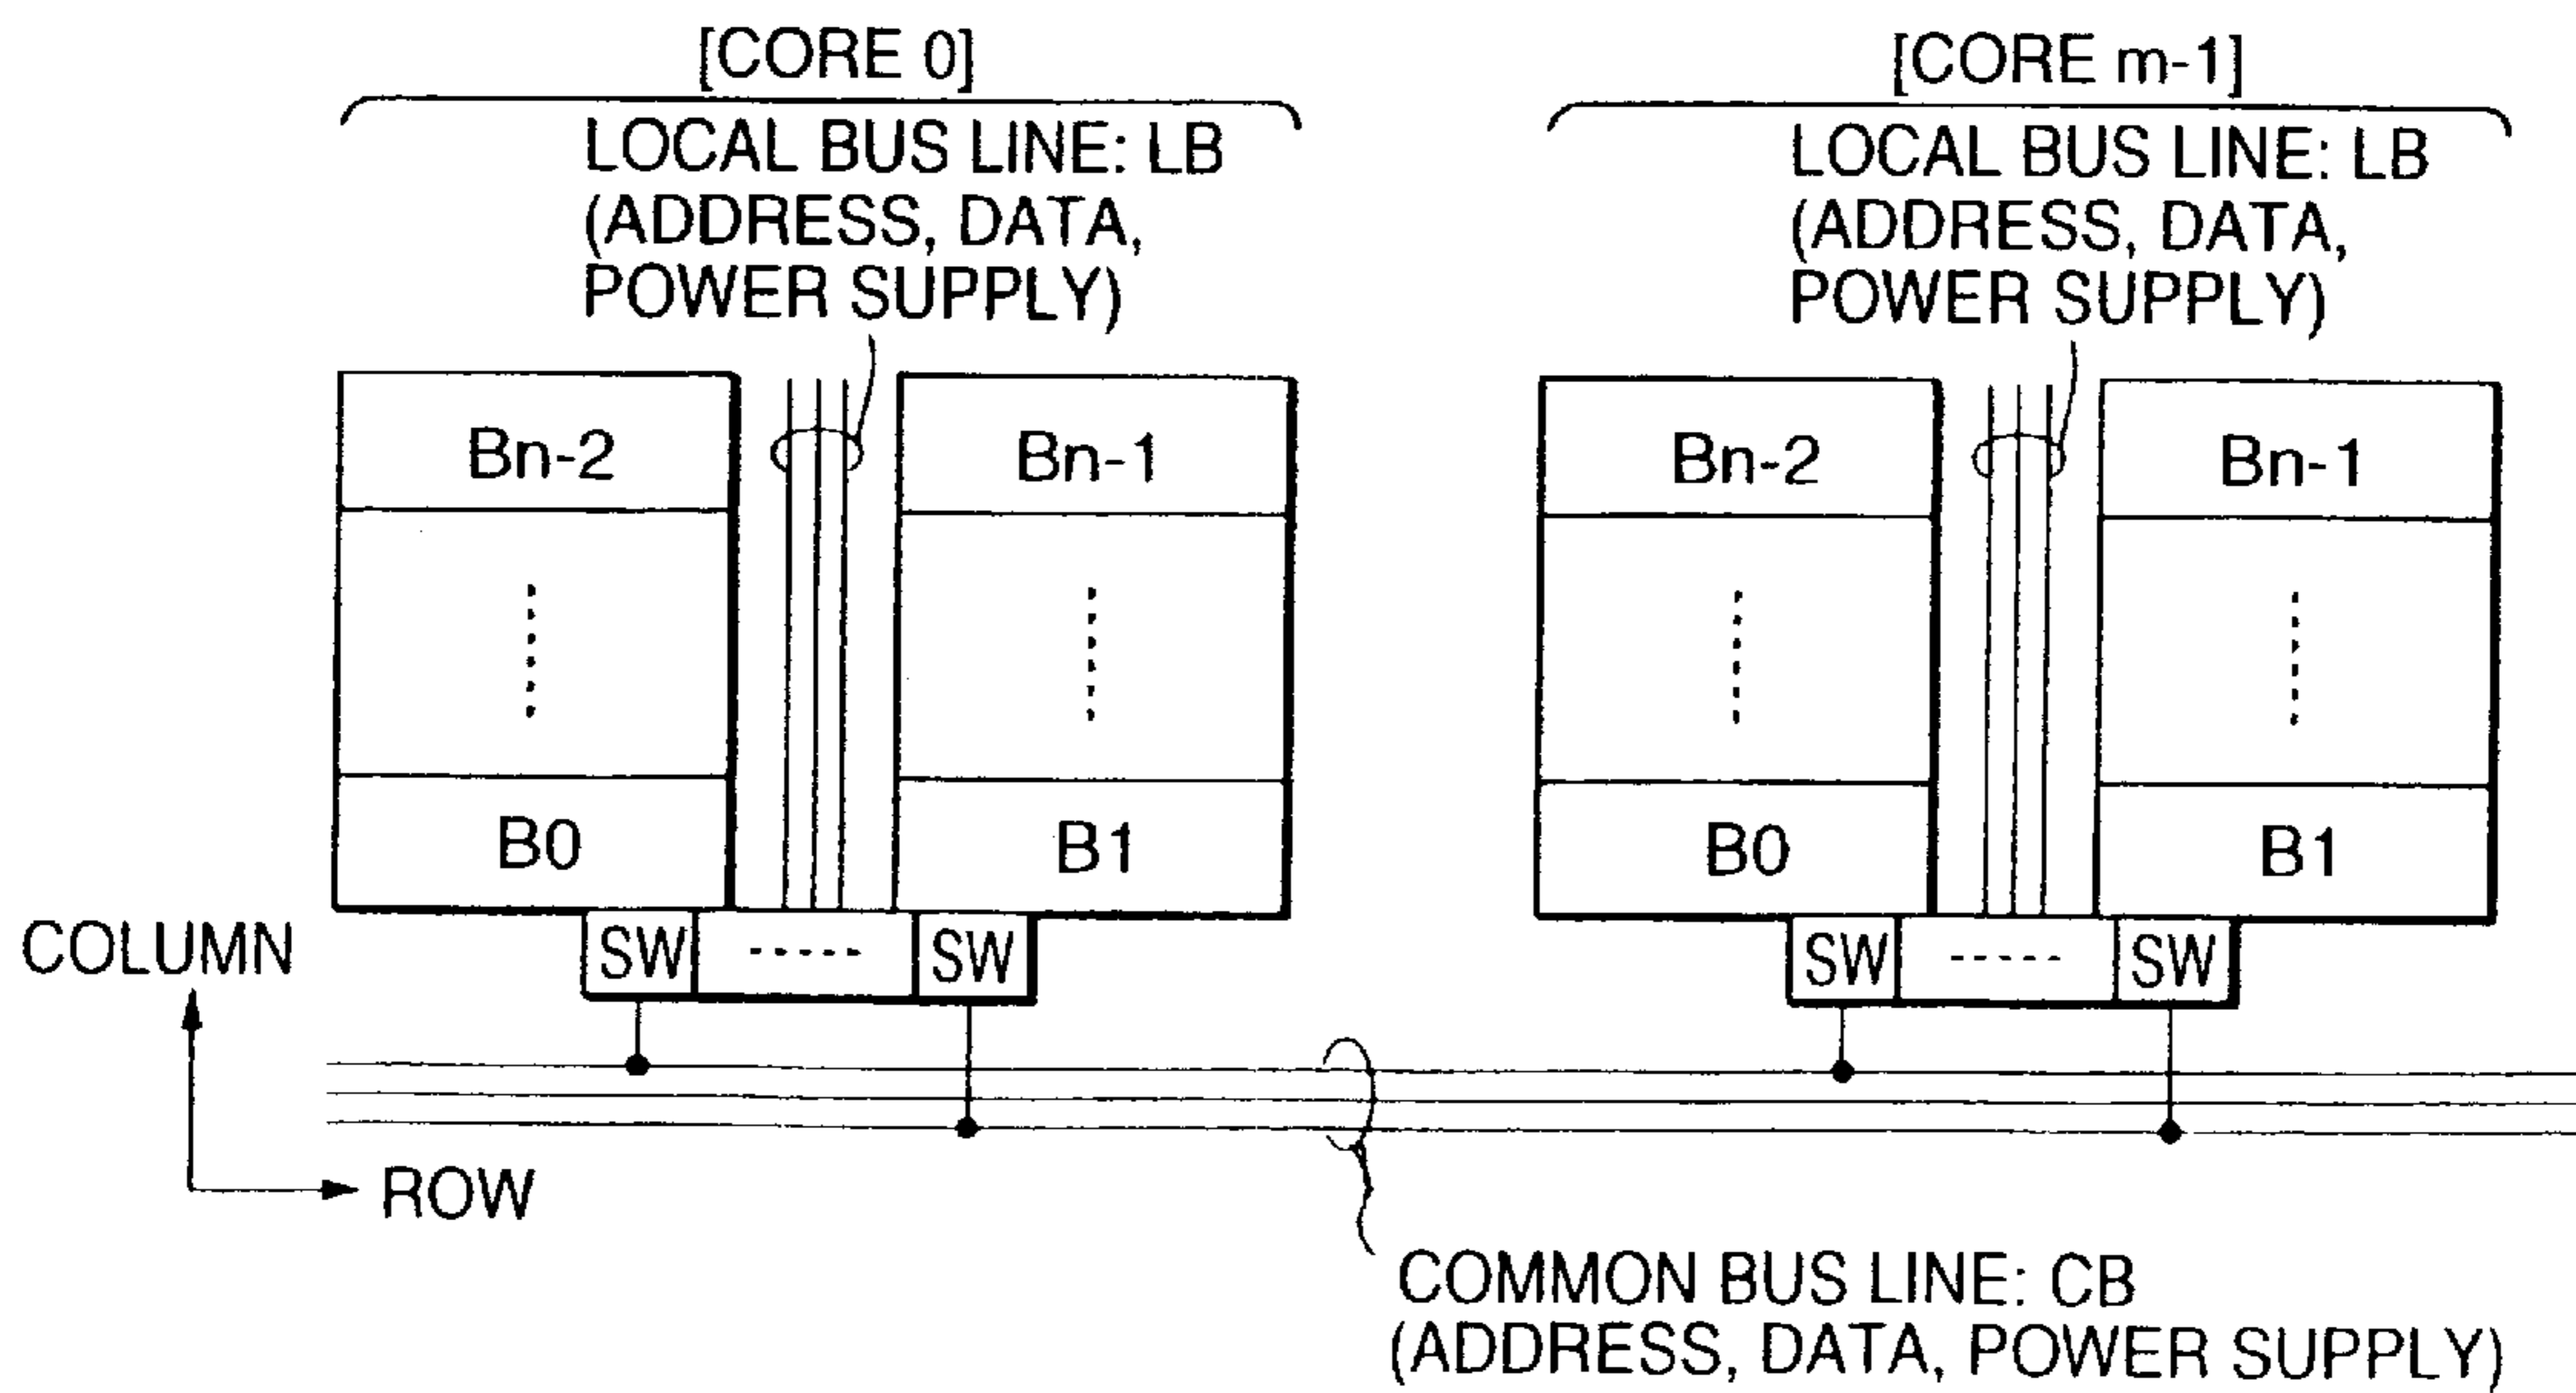 [CORE 0]
LOCAL BUS LINE: LB
(ADDRESS, DATA,
POWER SUPPLY)
Bn-2
Bn-1
B0
B1
SW
SW
[CORE m-1]
LOCAL BUS LINE: LB
(ADDRESS, DATA,
POWER SUPPLY)
Bn-2
Bn-1
B0
B1
SW
SW
COLUMN
ROW
COMMON BUS LINE: CB
(ADDRESS, DATA, POWER SUPPLY)